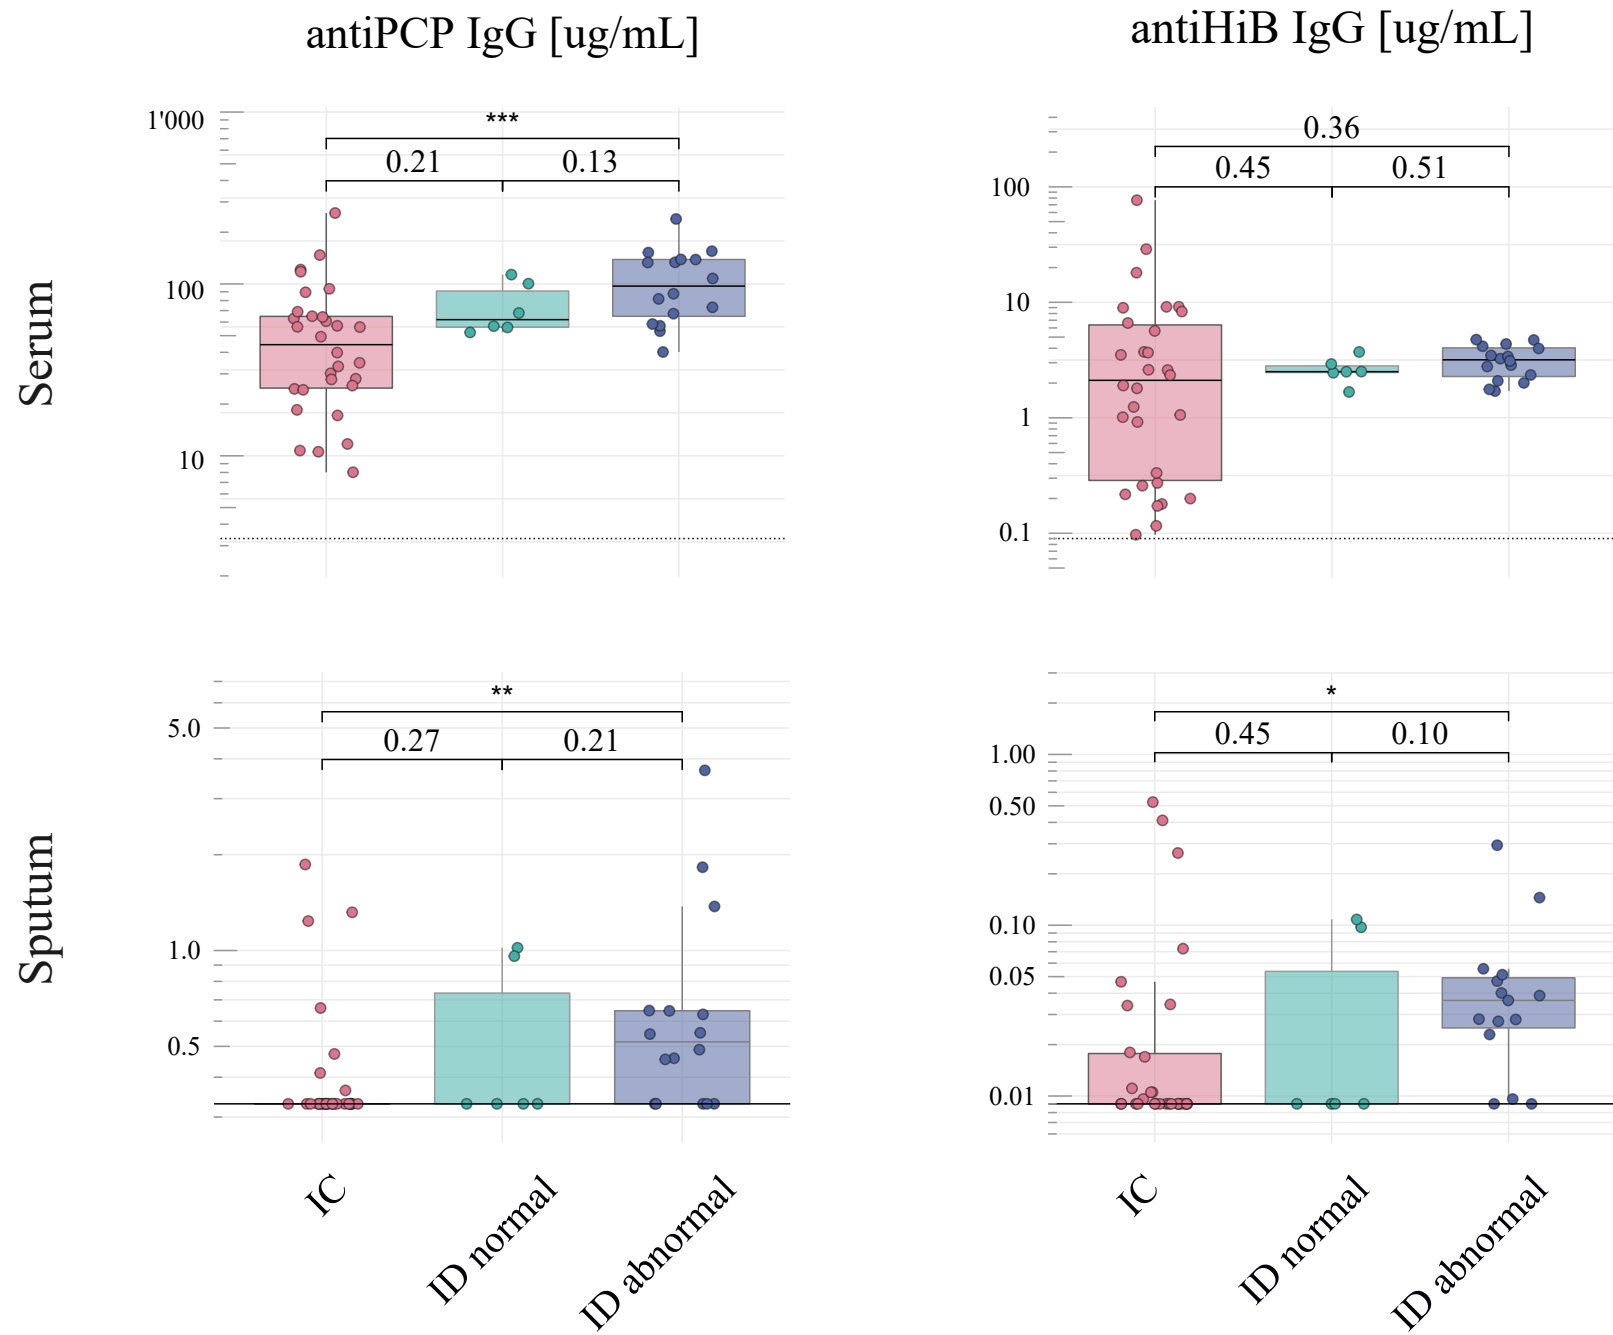 antiPCP IgG [ug/mL]
antiHiB IgG [ug/mL]
Serum
1'000
100
10
***
0.21
0.13
100
10
1
0.1
0.36
0.45
0.51
Sputum
5.0
1.0
0.5
**
0.27
0.21
1.00
0.50
0.10
0.05
0.01
*
0.45
0.10
IC
ID normal
ID abnormal
IC
ID normal
ID abnormal